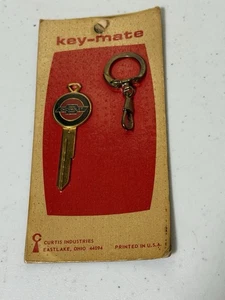 key-mate
CURTIS INDUSTRIES
EASTLAKE, OHIO 44094
PRINTED IN U.S.A.